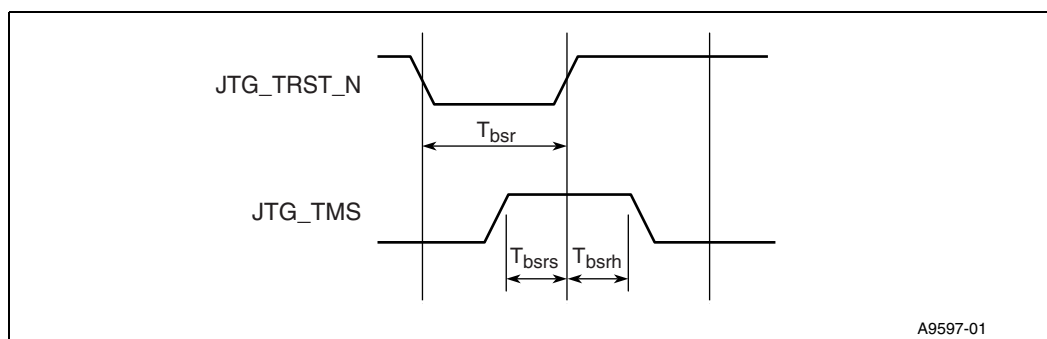 JTG_TRST_N
Tbsr
JTG_TMS
Tbsrs Tbsrh
A9597-01